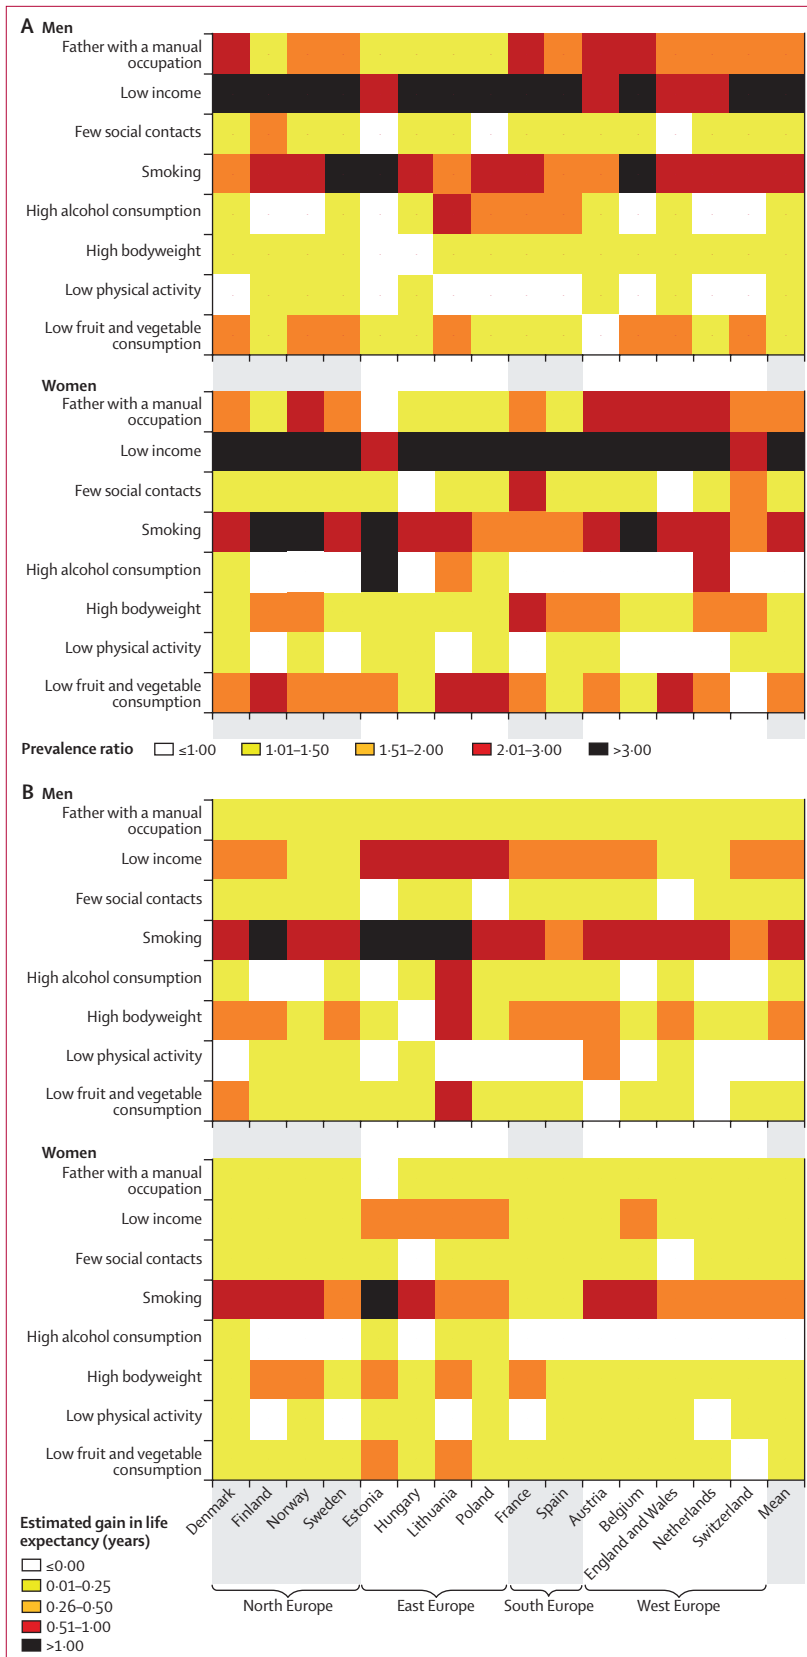 A Men
Father with a manual
occupation
Low income
Few social contacts
Smoking
High alcohol consumption
High bodyweight
Low physical activity
Low fruit and vegetable
consumption
Women
Father with a manual
occupation
Low income
Few social contacts
Smoking
High alcohol consumption
High bodyweight
Low physical activity
Low fruit and vegetable
consumption
Prevalence ratio ≤1·00 1·01–1·50 1·51–2·00 2·01–3·00 >3·00
B Men
Father with a manual
occupation
Low income
Few social contacts
Smoking
High alcohol consumption
High bodyweight
Low physical activity
Low fruit and vegetable
consumption
Women
Father with a manual
occupation
Low income
Few social contacts
Smoking
High alcohol consumption
High bodyweight
Low physical activity
Low fruit and vegetable
consumption
Denmark
Finland
Norway
Sweden
Estonia
Hungary
Lithuania
Poland
France
Spain
Austria
Belgium
England and Wales
Netherlands
Switzerland
Mean
North Europe
East Europe
South Europe
West Europe
Estimated gain in life
expectancy (years)
≤0·00
0·01–0·25
0·26–0·50
0·51–1·00
>1·00